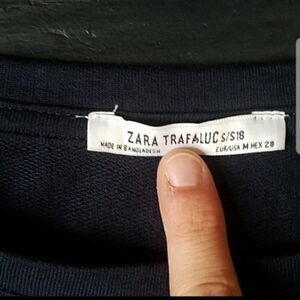 ZARA TRAFALUC S/S18
MADE IN BANGLADESH EUR/USA M MEX 28